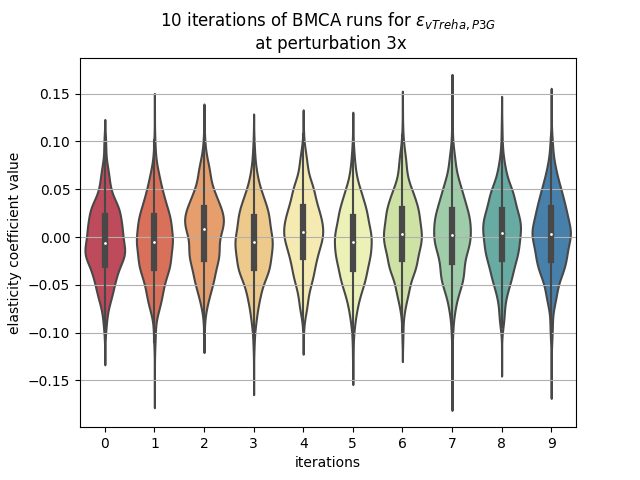 10 iterations of BMCA runs for ε_{vTreha, P3G}
at perturbation 3x
elasticity coefficient value
0.15
0.10
0.05
0.00
−0.05
−0.10
−0.15
0 1 2 3 4 5 6 7 8 9
iterations